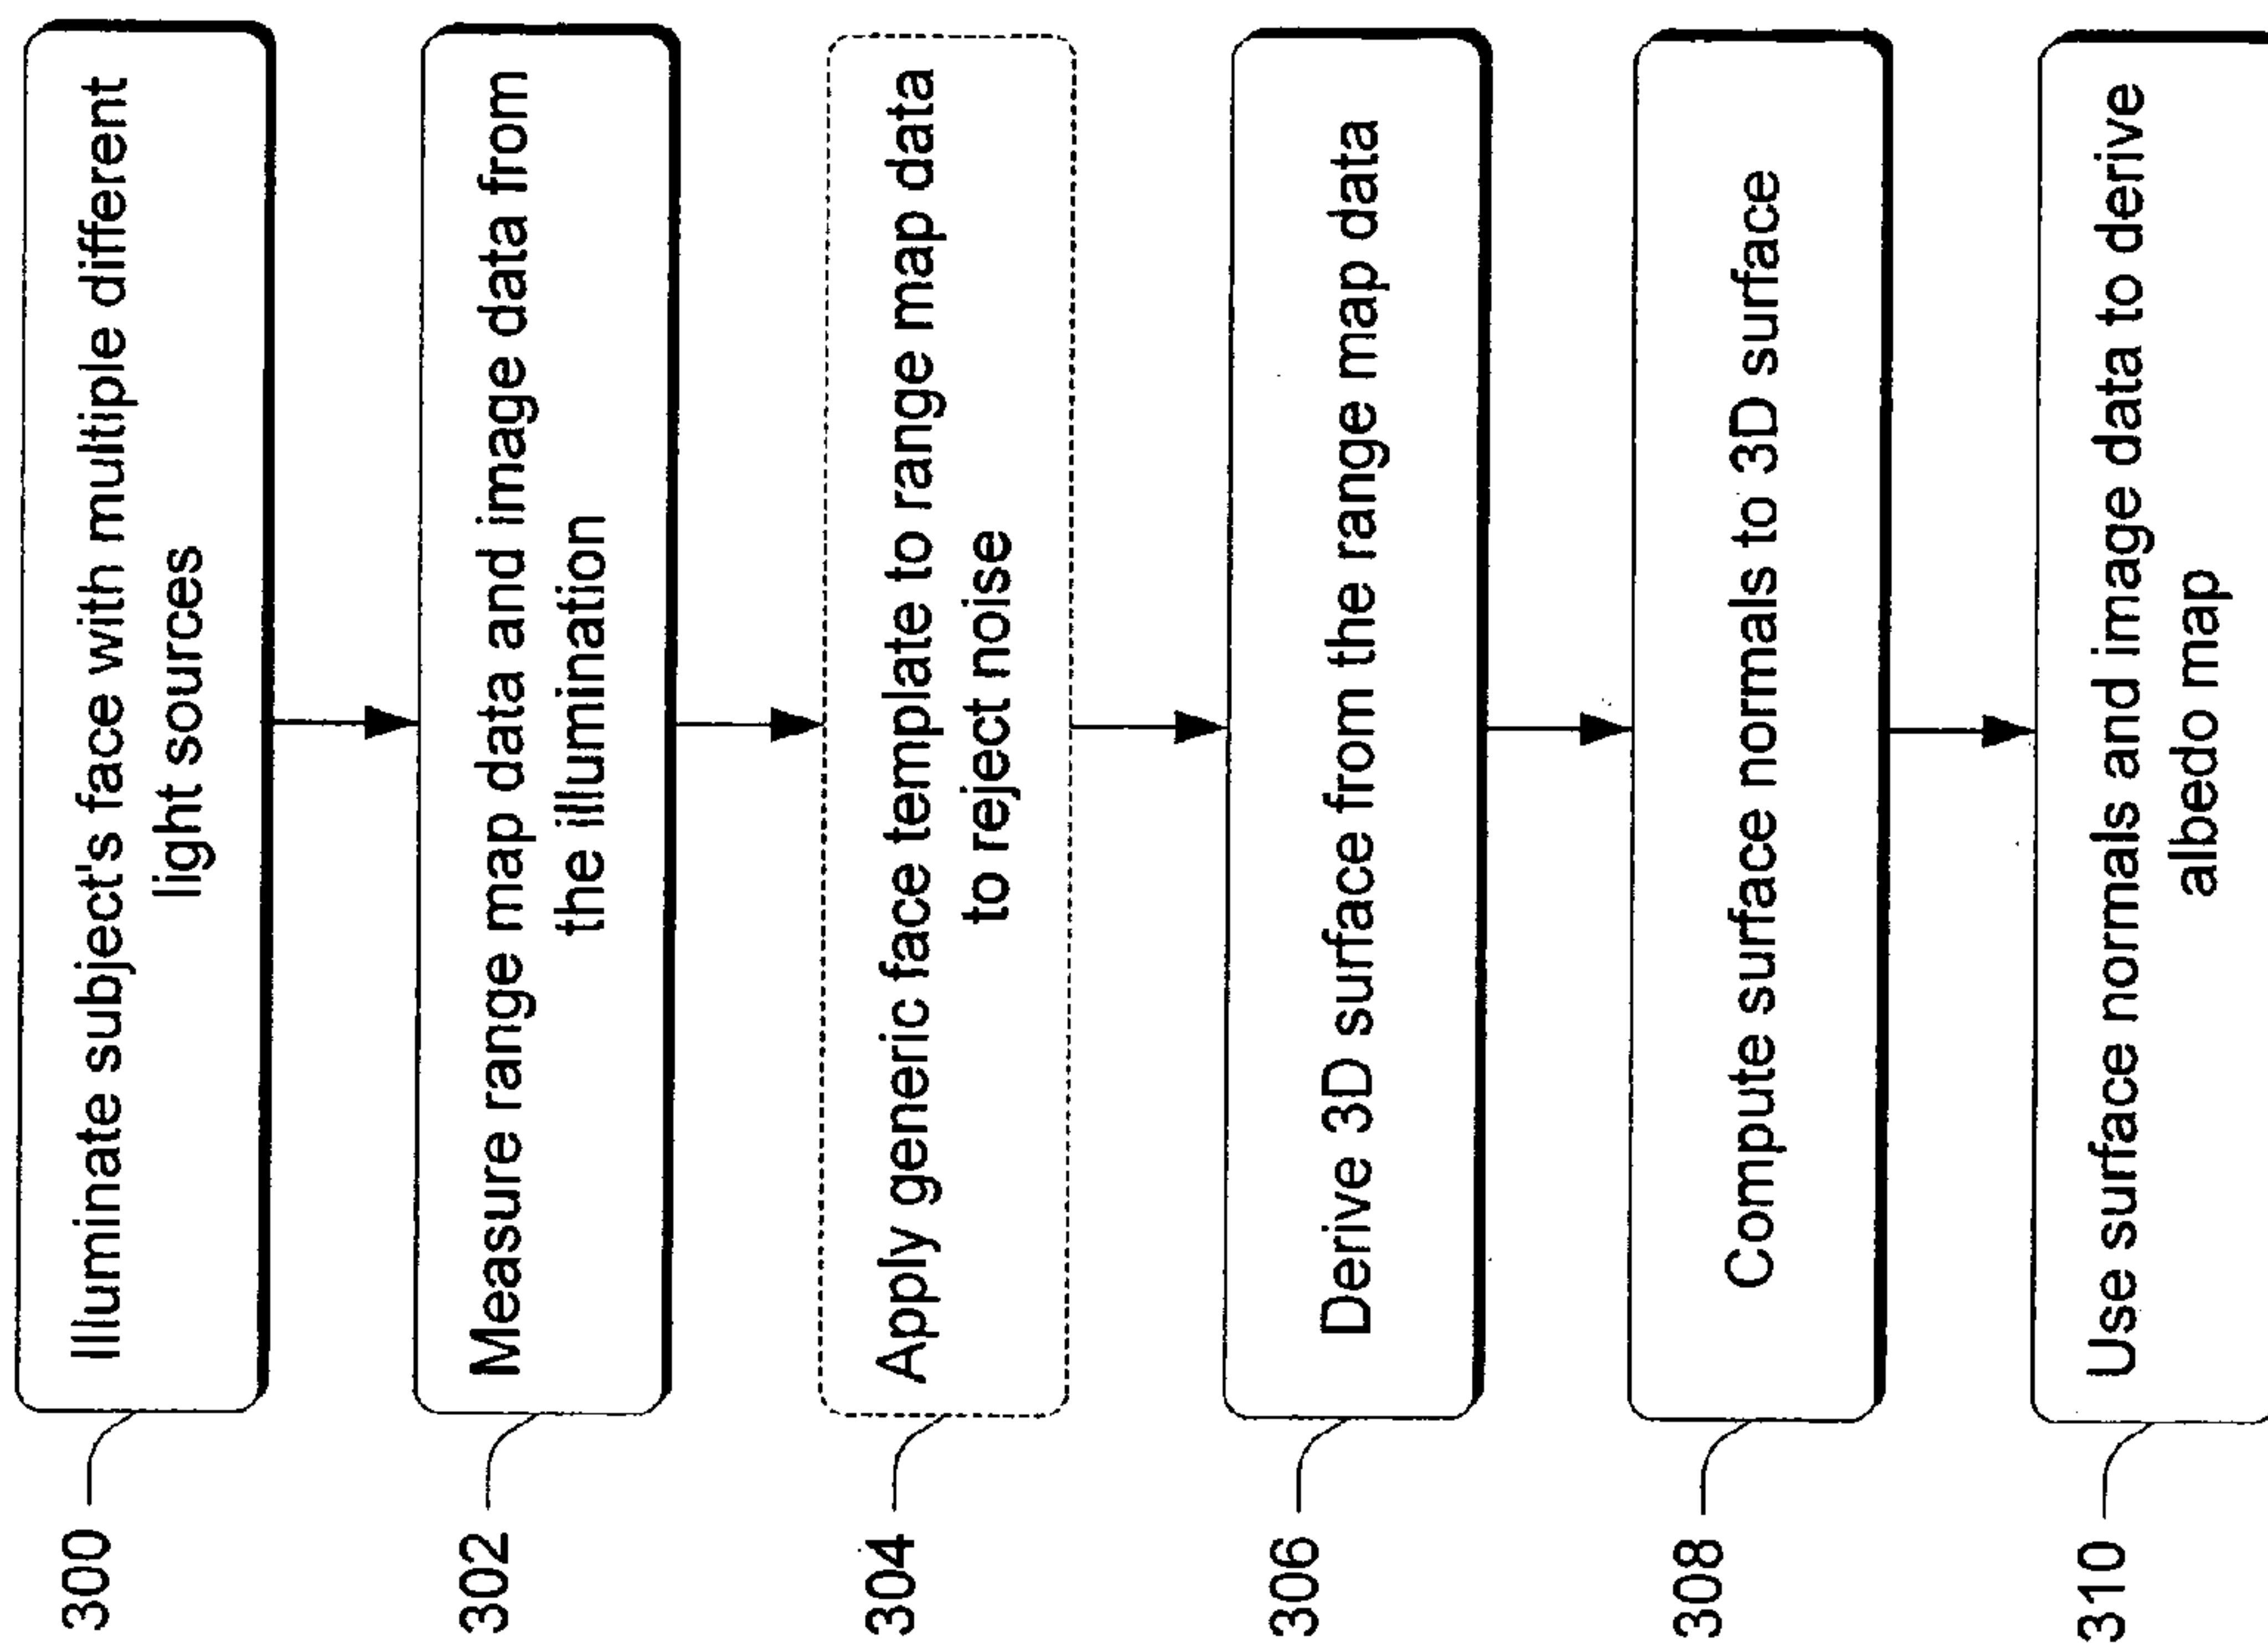 300
Illuminate subject's face with multiple different
light sources
302
Measure range map data and image data from
the illumination
304
Apply generic face template to range map data
to reject noise
306
Derive 3D surface from the range map data
308
Compute surface normals to 3D surface
310
Use surface normals and image data to derive
albedo map